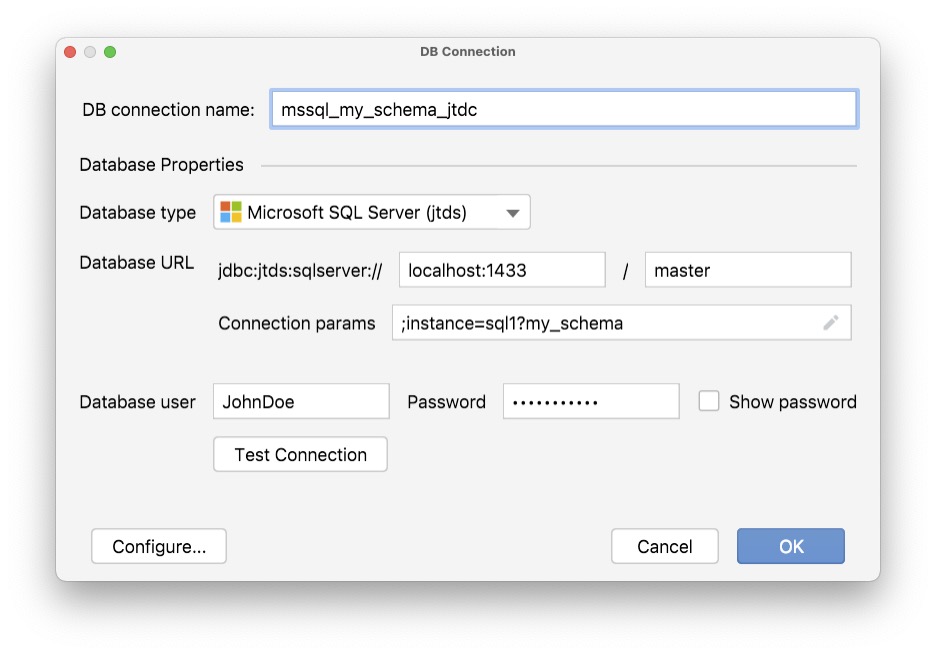 DB Connection
DB connection name: mssql_my_schema_jtdc
Database Properties
Database type Microsoft SQL Server (jtds)
Database URL jdbc:jtds:sqlserver:// localhost:1433 / master
Connection params ;instance=sql1?my_schema
Database user JohnDoe Password ••••••••••• Show password
Test Connection
Configure... Cancel OK